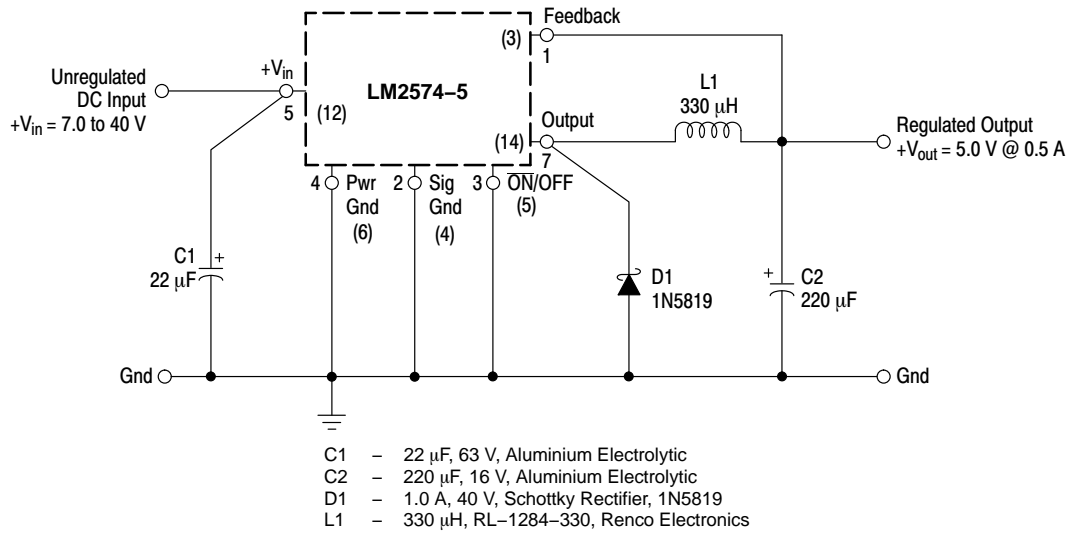 Feedback
(3)
1
Unregulated
DC Input
+Vin = 7.0 to 40 V
+Vin
5
(12)
LM2574–5
L1
330 μH
Output
(14)
7
Regulated Output
+Vout = 5.0 V @ 0.5 A
4 Pwr
Gnd
(6)
2 Sig
Gnd
(4)
3 ON/OFF
(5)
C1
22 μF
+
D1
1N5819
+
C2
220 μF
Gnd
Gnd
C1 – 22 μF, 63 V, Aluminium Electrolytic
C2 – 220 μF, 16 V, Aluminium Electrolytic
D1 – 1.0 A, 40 V, Schottky Rectifier, 1N5819
L1 – 330 μH, RL–1284–330, Renco Electronics